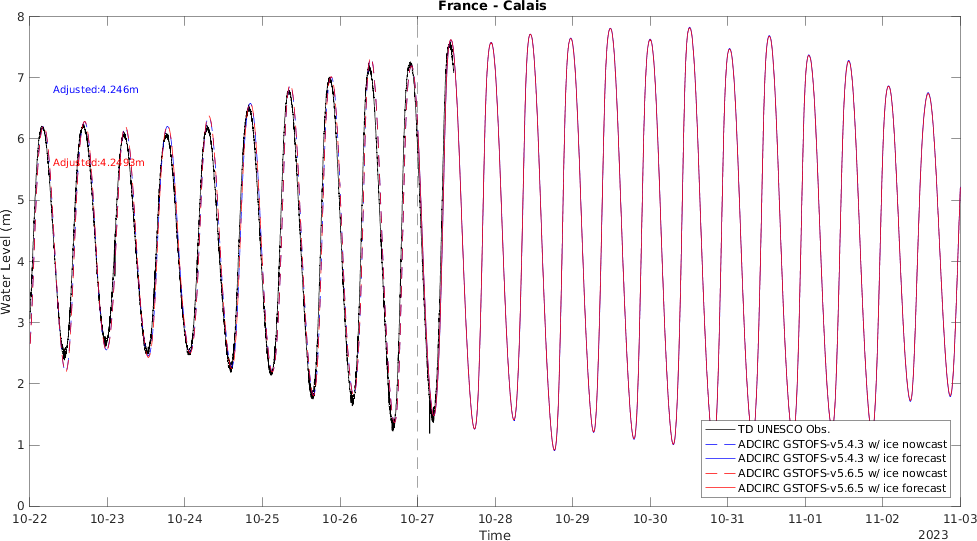 France - Calais
8
7
6
5
4
3
2
1
0
Water Level (m)
Adjusted:4.246m
Adjusted:4.2493m
TD UNESCO Obs.
ADCIRC GSTOFS-v5.4.3 w/ ice nowcast
ADCIRC GSTOFS-v5.4.3 w/ ice forecast
ADCIRC GSTOFS-v5.6.5 w/ ice nowcast
ADCIRC GSTOFS-v5.6.5 w/ ice forecast
10-22 10-23 10-24 10-25 10-26 10-27 10-28 10-29 10-30 10-31 11-01 11-02 11-03
Time
2023